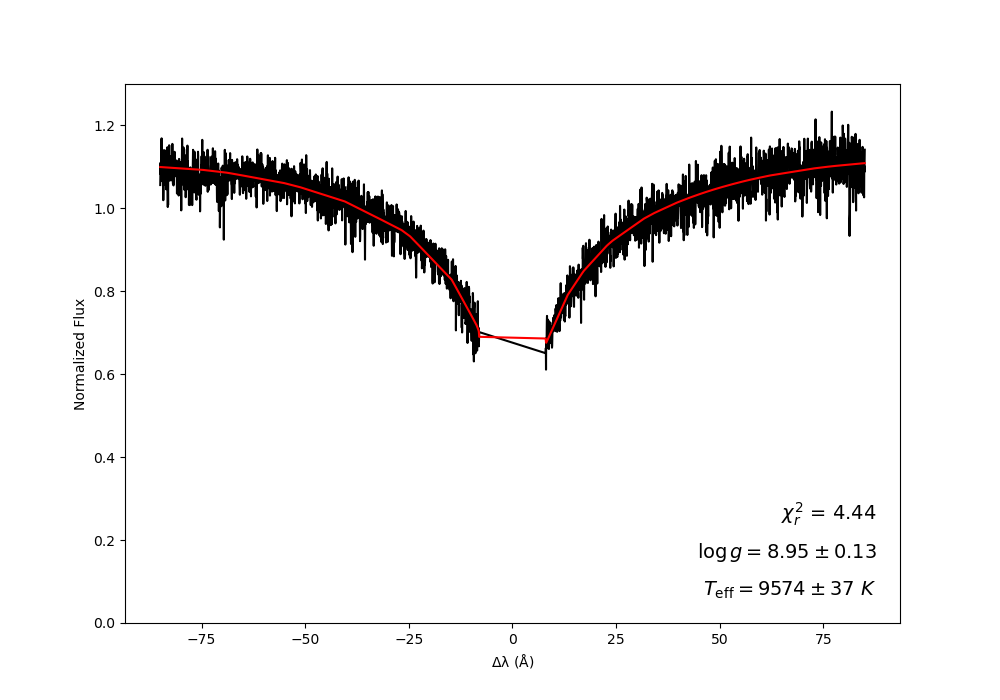 1.2
1.0
0.8
0.6
0.4
0.2
0.0
Normalized Flux
χ²ᵣ = 4.44
log g = 8.95 ± 0.13
T_eff = 9574 ± 37 K
−75 −50 −25 0 25 50 75
Δλ (Å)